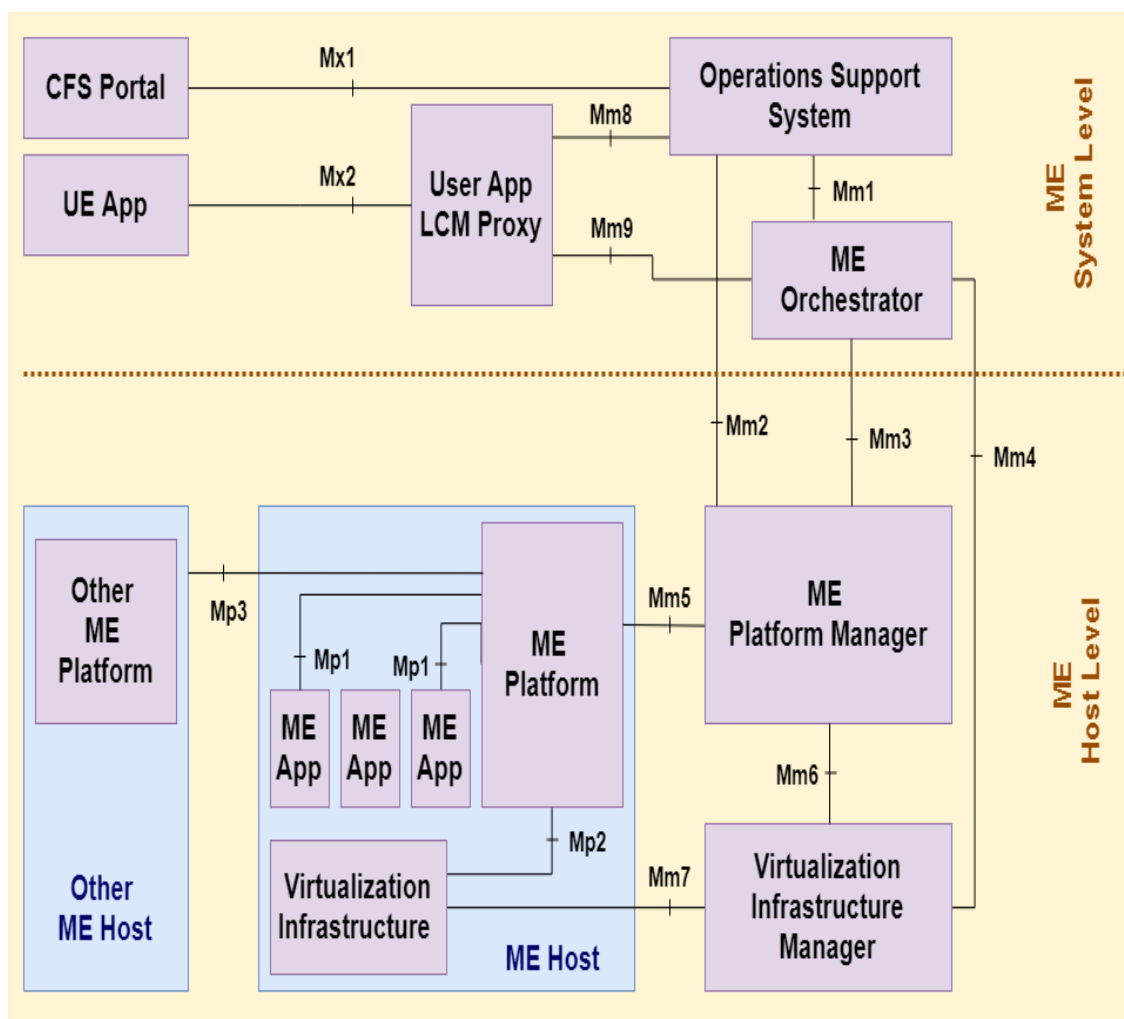 CFS Portal
Mx1
Operations Support
System
Mm8
UE App
Mx2
User App
LCM Proxy
Mm1
Mm9
ME
Orchestrator
ME
System Level
Mm2
Mm3
Mm4
Other
ME
Platform
Mp3
Mp1
Mp1
ME
Platform
Mm5
ME
Platform Manager
ME
App
ME
App
ME
App
Mm6
Mp2
Other
ME Host
Virtualization
Infrastructure
ME Host
Mm7
Virtualization
Infrastructure
Manager
ME
Host Level